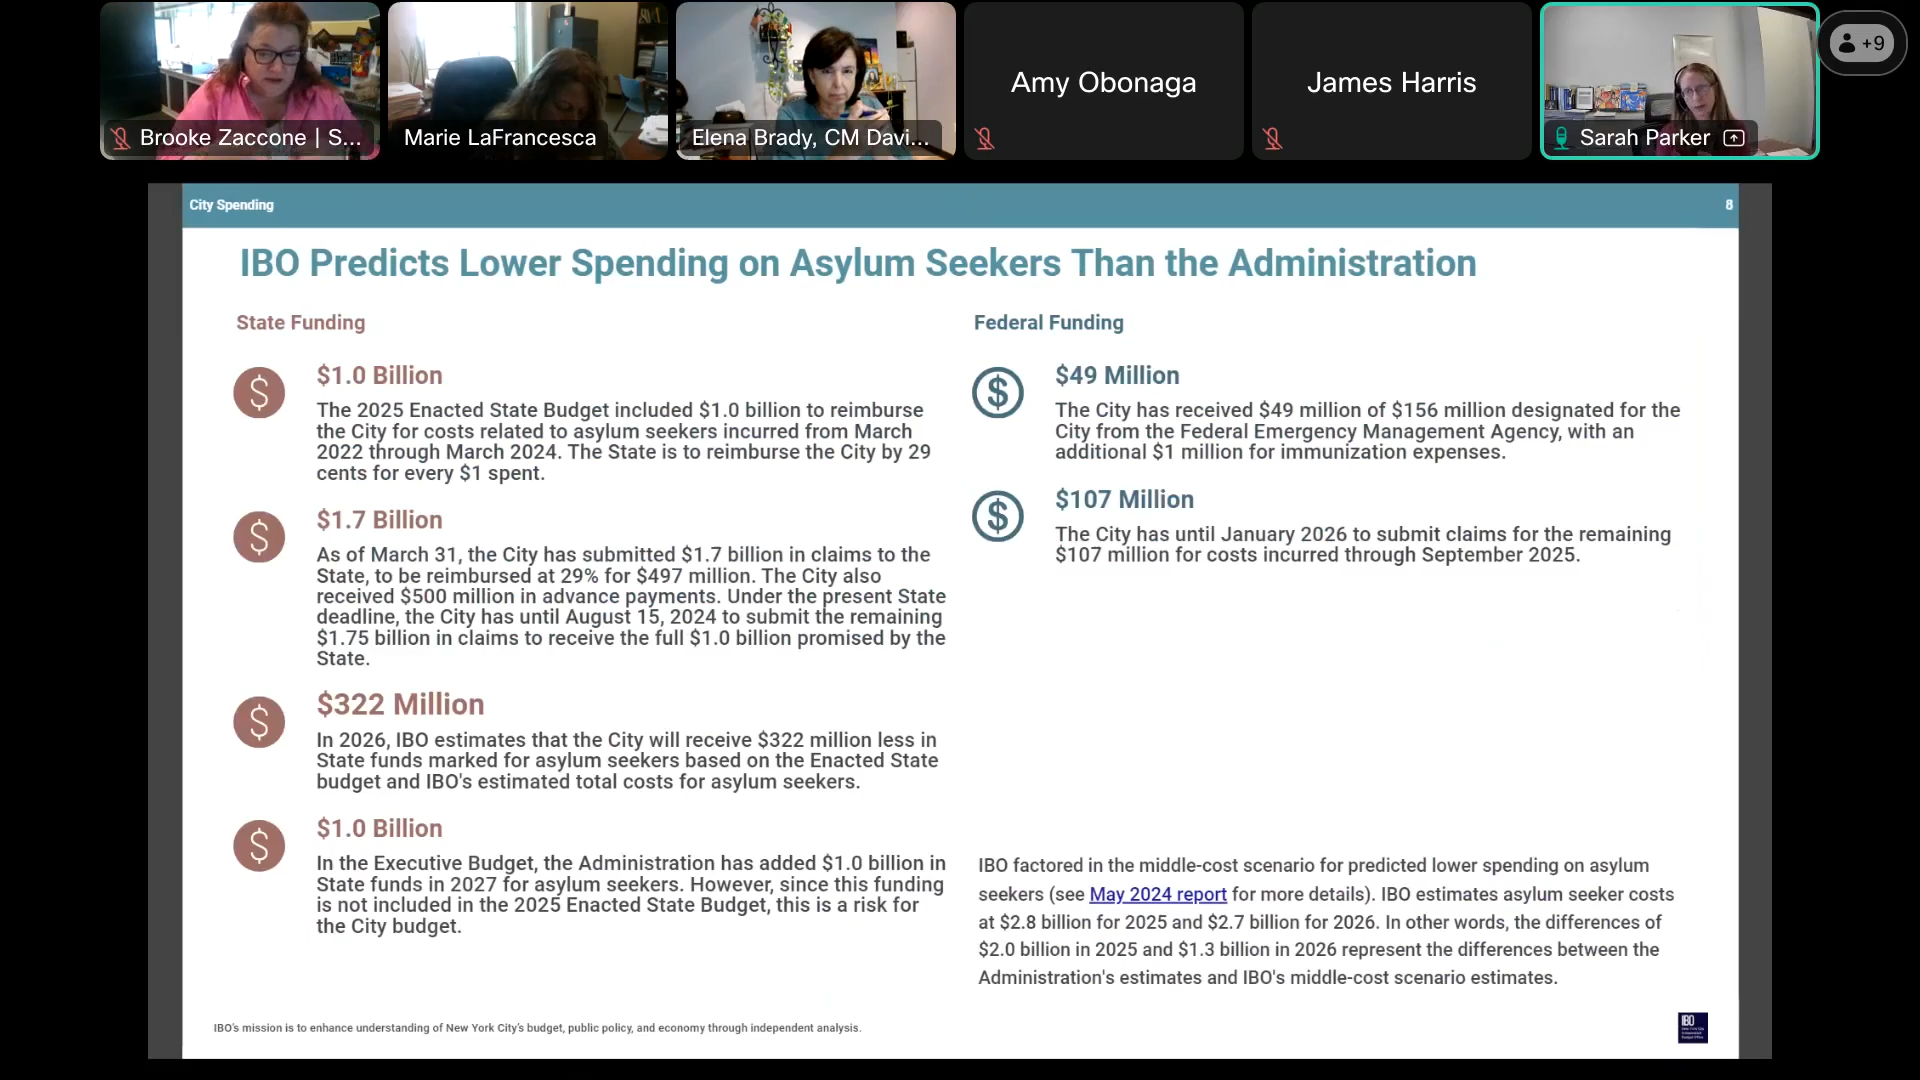 Brooke Zaccone | S...
Marie LaFrancesca
Elena Brady, CM Davi...
Amy Obonaga
James Harris
Sarah Parker
+9
City Spending
8
IBO Predicts Lower Spending on Asylum Seekers Than the Administration
State Funding
$1.0 Billion
The 2025 Enacted State Budget included $1.0 billion to reimburse
the City for costs related to asylum seekers incurred from March
2022 through March 2024. The State is to reimburse the City by 29
cents for every $1 spent.
$1.7 Billion
As of March 31, the City has submitted $1.7 billion in claims to the
State, to be reimbursed at 29% for $497 million. The City also
received $500 million in advance payments. Under the present State
deadline, the City has until August 15, 2024 to submit the remaining
$1.75 billion in claims to receive the full $1.0 billion promised by the
State.
$322 Million
In 2026, IBO estimates that the City will receive $322 million less in
State funds marked for asylum seekers based on the Enacted State
budget and IBO's estimated total costs for asylum seekers.
$1.0 Billion
In the Executive Budget, the Administration has added $1.0 billion in
State funds in 2027 for asylum seekers. However, since this funding
is not included in the 2025 Enacted State Budget, this is a risk for
the City budget.
Federal Funding
$49 Million
The City has received $49 million of $156 million designated for the
City from the Federal Emergency Management Agency, with an
additional $1 million for immunization expenses.
$107 Million
The City has until January 2026 to submit claims for the remaining
$107 million for costs incurred through September 2025.
IBO factored in the middle-cost scenario for predicted lower spending on asylum
seekers (see May 2024 report for more details). IBO estimates asylum seeker costs
at $2.8 billion for 2025 and $2.7 billion for 2026. In other words, the differences of
$2.0 billion in 2025 and $1.3 billion in 2026 represent the differences between the
Administration's estimates and IBO's middle-cost scenario estimates.
IBO's mission is to enhance understanding of New York City's budget, public policy, and economy through independent analysis.
IBO